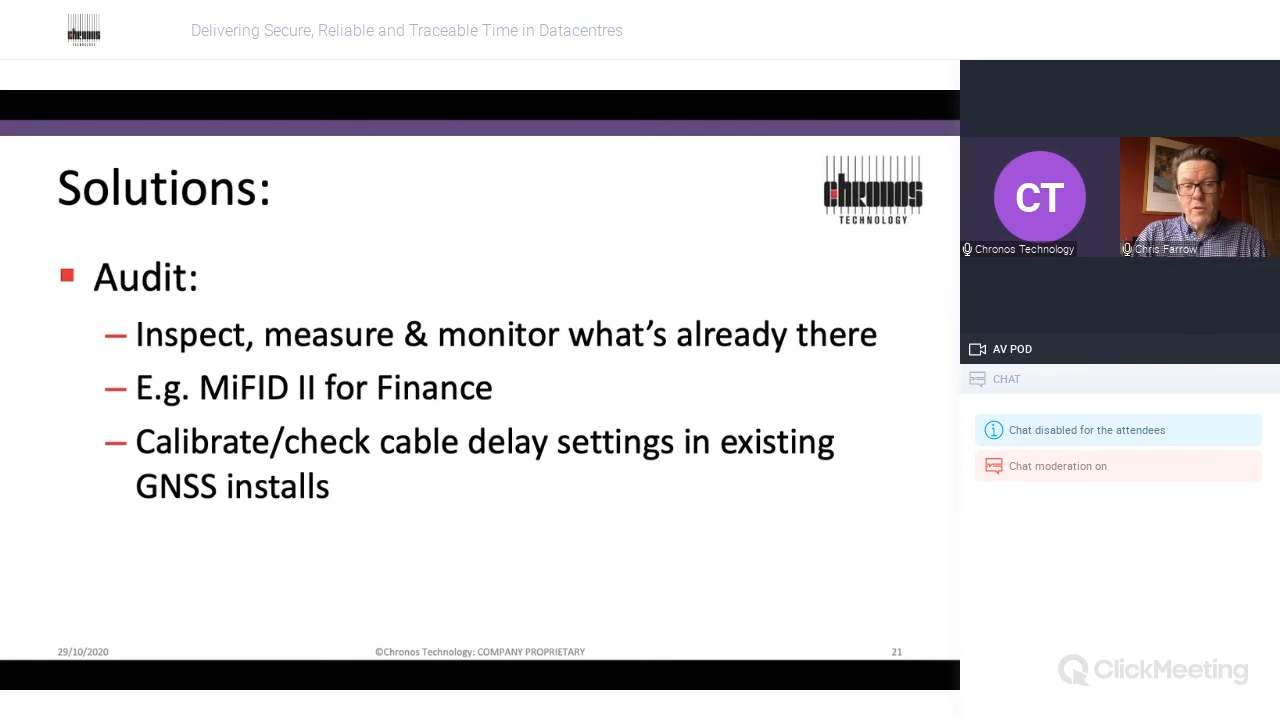 chronos
TECHNOLOGY
Delivering Secure, Reliable and Traceable Time in Datacentres
Solutions:
chronos
TECHNOLOGY
Audit:
– Inspect, measure & monitor what's already there
– E.g. MiFID II for Finance
– Calibrate/check cable delay settings in existing
GNSS installs
29/10/2020
©Chronos Technology: COMPANY PROPRIETARY
21
CT
Chronos Technology
Chris Farrow
AV POD
CHAT
Chat disabled for the attendees
Chat moderation on
ClickMeeting